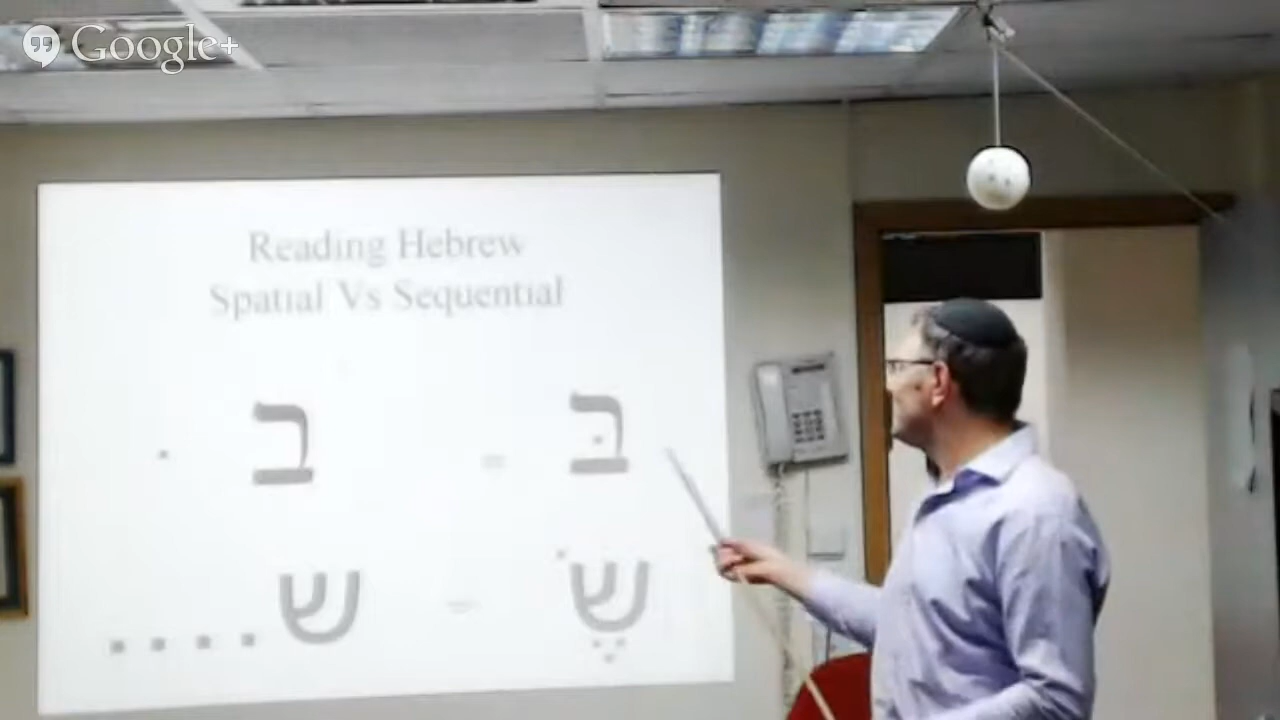 Google+
Reading Hebrew
Spatial Vs Sequential
. ב = בּ
....ש = שֶׂ